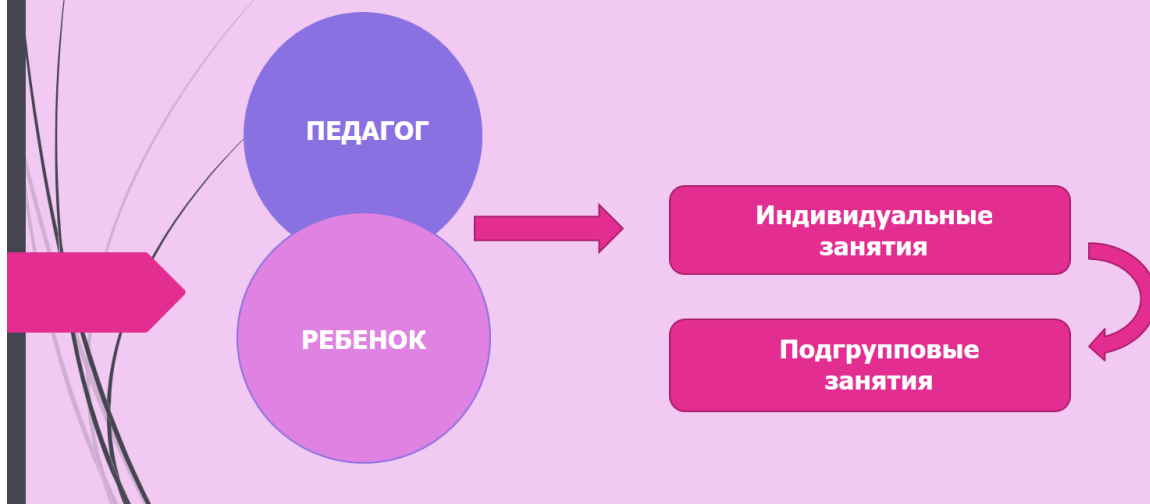 ПЕДАГОГ
РЕБЕНОК
Индивидуальные
занятия
Подгрупповые
занятия